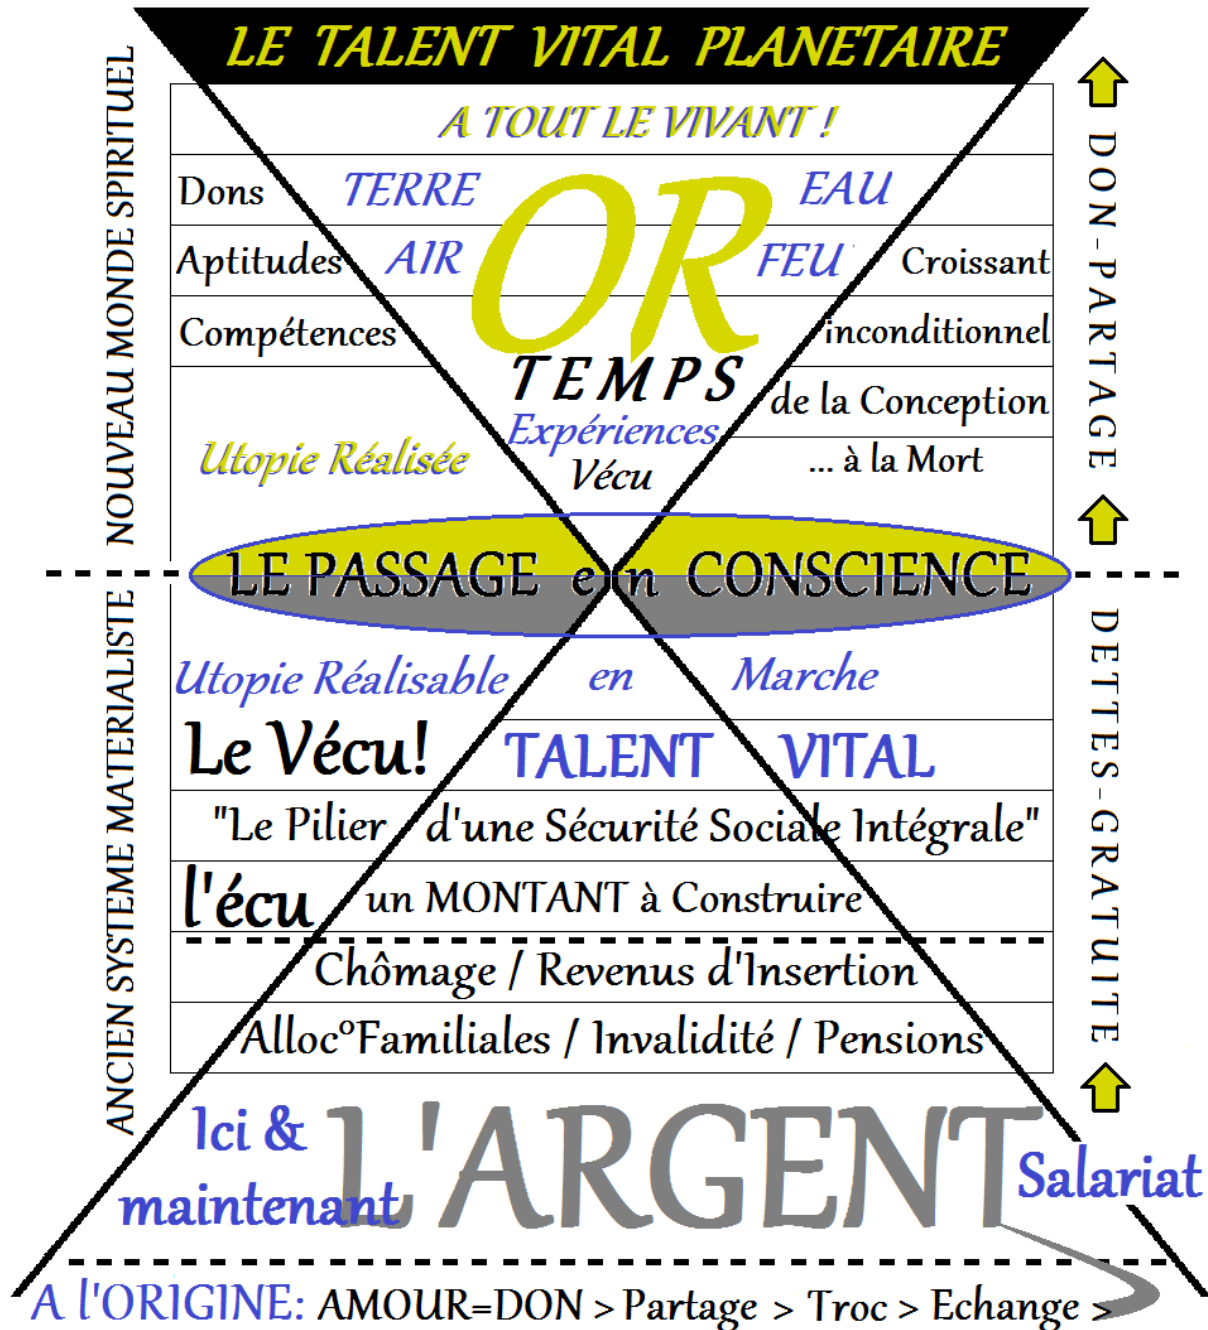 LE TALENT VITAL PLANETAIRE
A TOUT LE VIVANT !
Dons TERRE OR EAU
Aptitudes AIR FEU Croissant
Compétences inconditionnel
TEMPS de la Conception
Utopie Réalisée Expériences ... à la Mort
Vécu
LE PASSAGE en CONSCIENCE
Utopie Réalisable en Marche
Le Vécu! TALENT VITAL
"Le Pilier d'une Sécurité Sociale Intégrale"
l'écu un MONTANT à Construire
Chômage / Revenus d'Insertion
Alloc°Familiales / Invalidité / Pensions
Ici & L'ARGENT Salariat
maintenant
A l'ORIGINE: AMOUR=DON > Partage > Troc > Echange >
NOUVEAU MONDE SPIRITUEL
ANCIEN SYSTEME MATERIALISTE
DON-PARTAGE
DETTES-GRATUITE